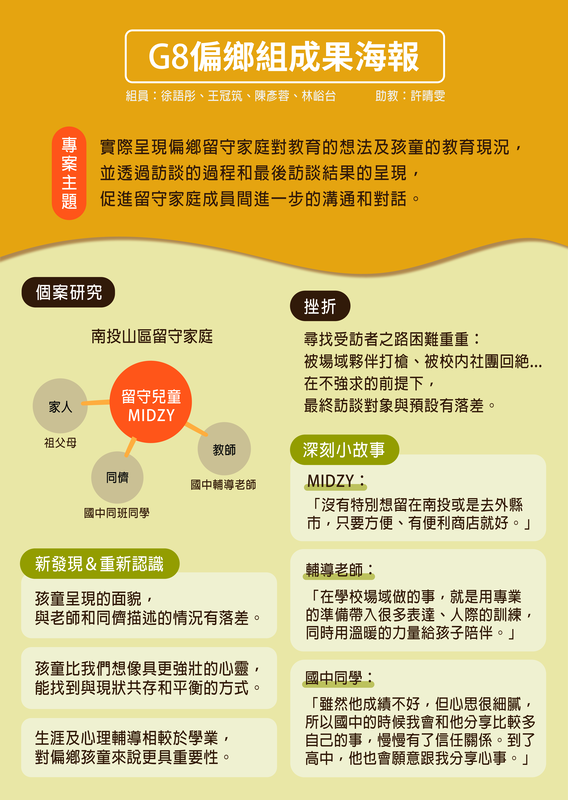 G8偏鄉組成果海報
組員：徐語彤、王冠筑、陳彥蓉、林峪台　助教：許晴雯
專案主題
實際呈現偏鄉留守家庭對教育的想法及孩童的教育現況，
並透過訪談的過程和最後訪談結果的呈現，
促進留守家庭成員間進一步的溝通和對話。
個案研究
南投山區留守家庭
留守兒童
MIDZY
家人
祖父母
教師
國中輔導老師
同儕
國中同班同學
新發現＆重新認識
孩童呈現的面貌，
與老師和同儕描述的情況有落差。
孩童比我們想像具更強壯的心靈，
能找到與現狀共存和平衡的方式。
生涯及心理輔導相較於學業，
對偏鄉孩童來說更具重要性。
挫折
尋找受訪者之路困難重重：
被場域夥伴打槍、被校內社團回絕...
在不強求的前提下，
最終訪談對象與預設有落差。
深刻小故事
MIDZY：
「沒有特別想留在南投或是去外縣
市，只要方便、有便利商店就好。」
輔導老師：
「在學校場域做的事，就是用專業
的準備帶入很多表達、人際的訓練，
同時用溫暖的力量給孩子陪伴。」
國中同學：
「雖然他成績不好，但心思很細膩，
所以國中的時候我會和他分享比較多
自己的事，慢慢有了信任關係。到了
高中，他也會願意跟我分享心事。」